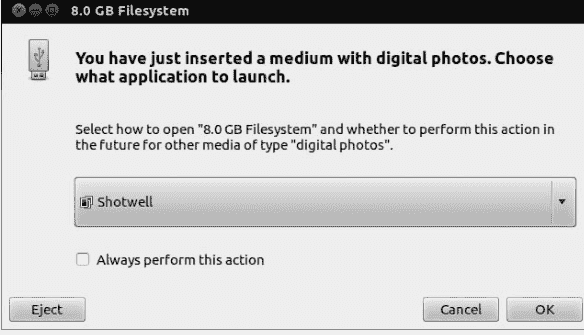 8.0 GB Filesystem
You have just inserted a medium with digital photos. Choose
what application to launch.
Select how to open "8.0 GB Filesystem" and whether to perform this action in
the future for other media of type "digital photos".
Shotwell
Always perform this action
Eject
Cancel
OK